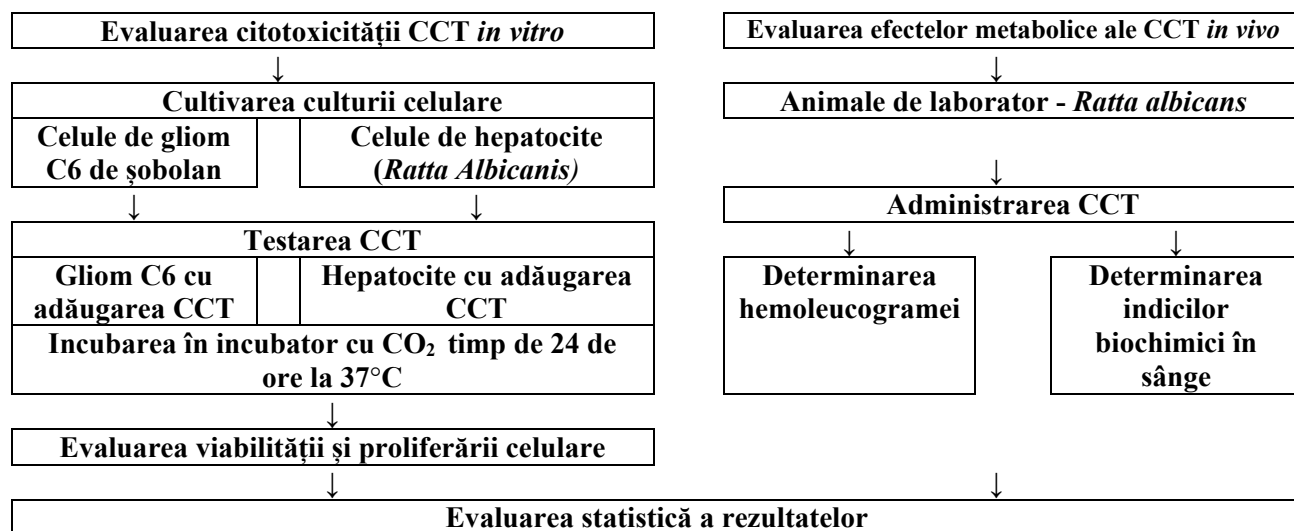 Evaluarea citotoxicității CCT in vitro
↓
Cultivarea culturii celulare
Celule de gliom
C6 de șobolan
Celule de hepatocite
(Ratta Albicanis)
↓ ↓
Testarea CCT
Gliom C6 cu
adăugarea CCT
Hepatocite cu adăugarea
CCT
Incubarea în incubator cu CO₂ timp de 24 de
ore la 37°C
↓
Evaluarea viabilității și proliferării celulare
↓
Evaluarea efectelor metabolice ale CCT in vivo
↓
Animale de laborator - Ratta albicans
↓
Administrarea CCT
↓ ↓
Determinarea
hemoleucogramei
Determinarea
indicilor
biochimici în
sânge
↓
Evaluarea statistică a rezultatelor